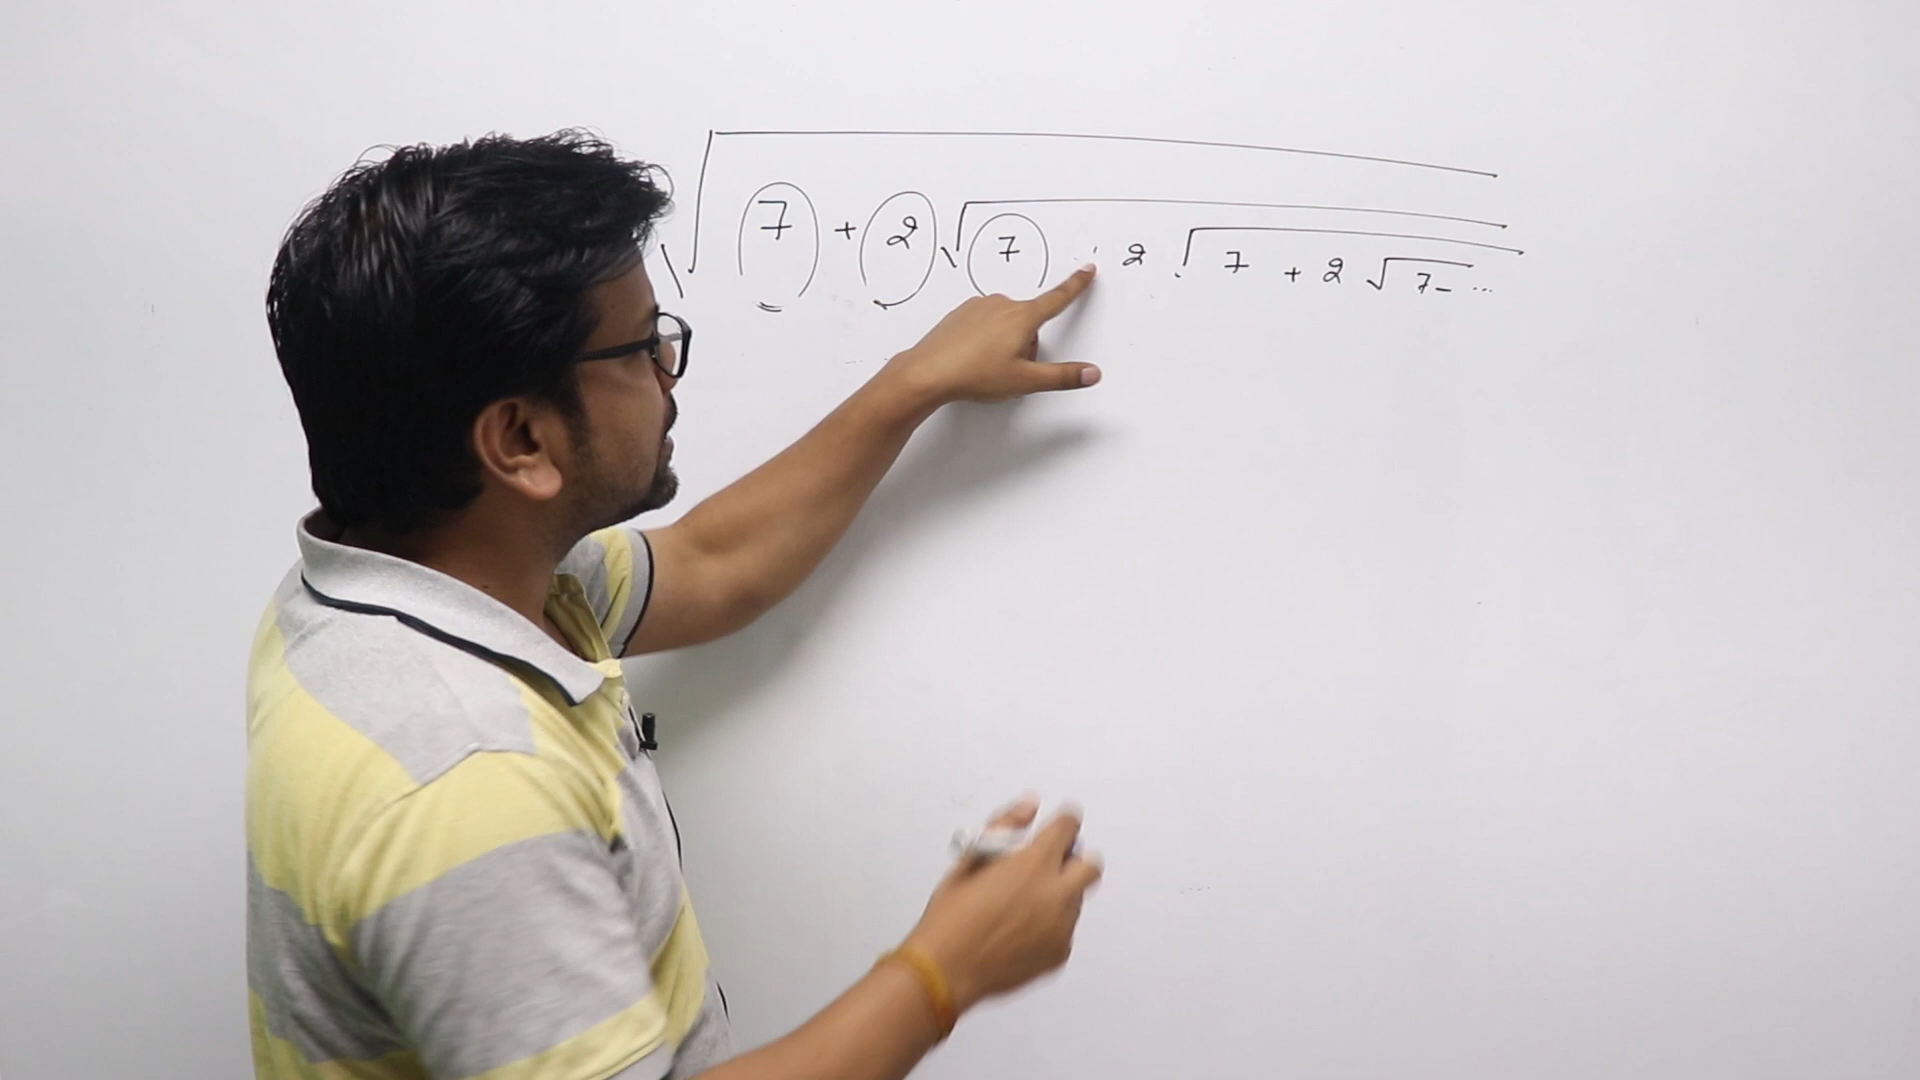 √7 + 2 √7 + 2 √7 + 2 √7- ...